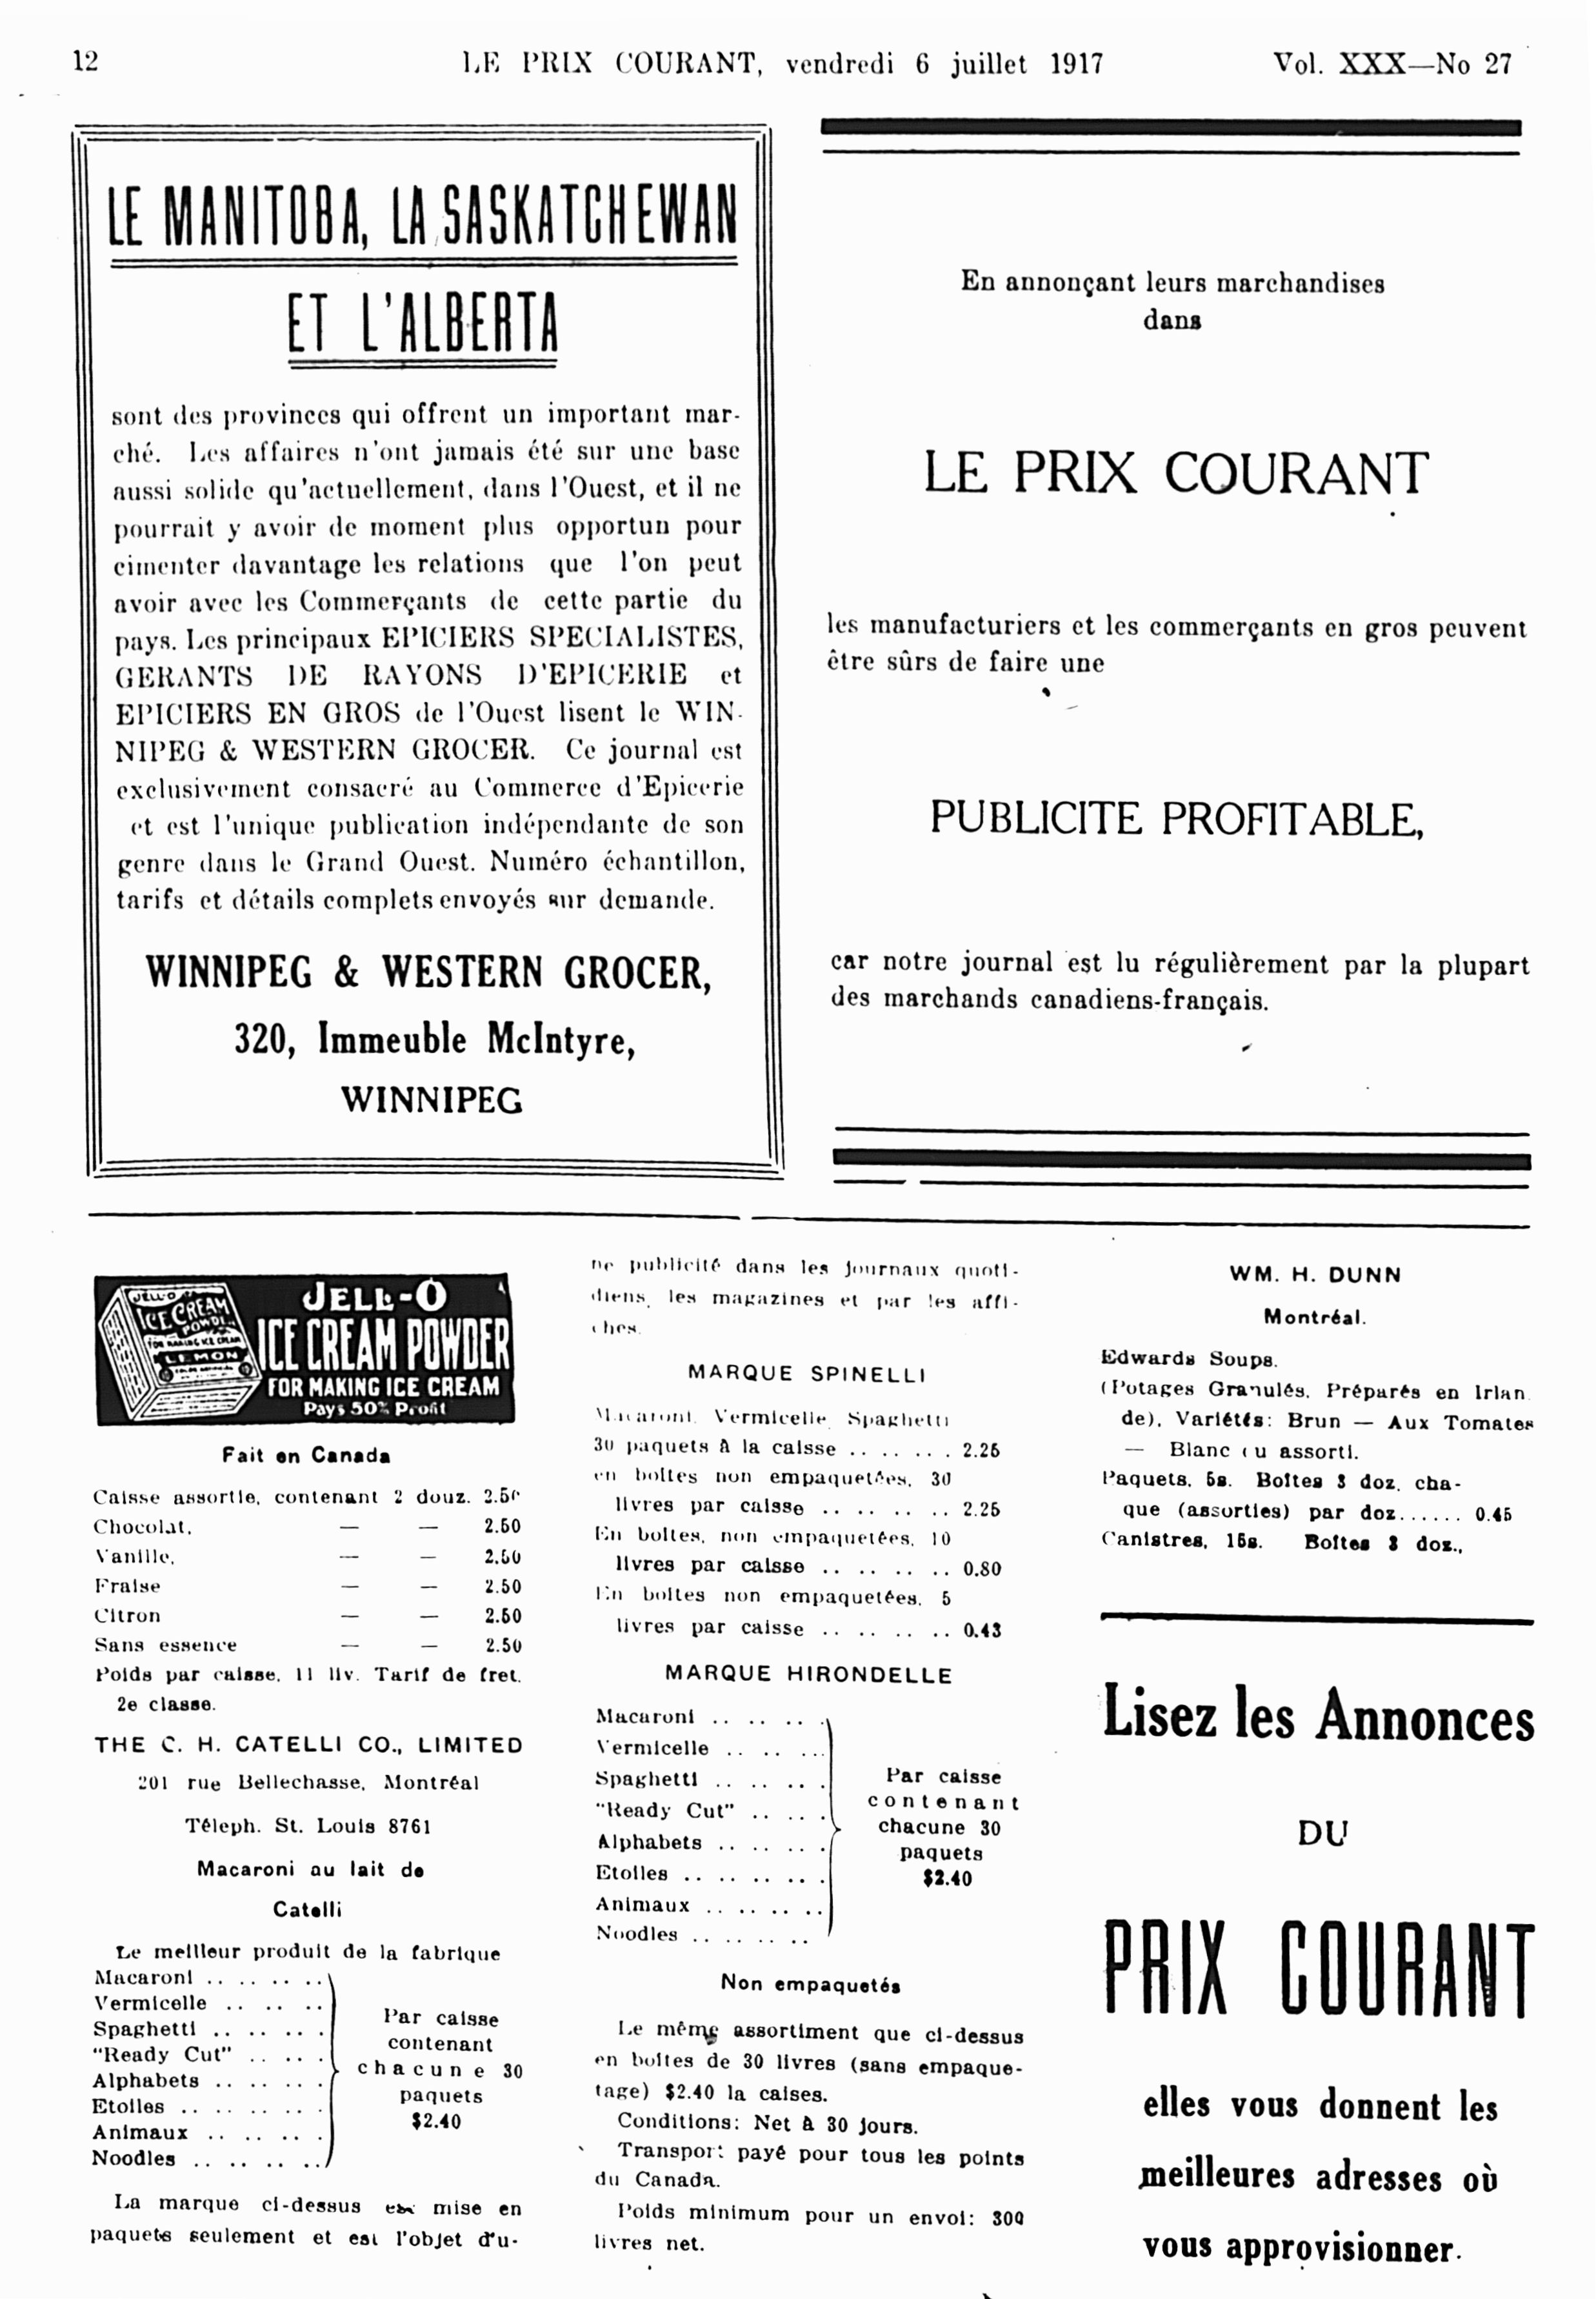 12
LE PRIX COURANT, vendredi 6 juillet 1917
Vol. XXX—No 27
LE MANITOBA, LA SASKATCHEWAN
ET L'ALBERTA
sont des provinces qui offrent un important mar-
ché. Les affaires n'ont jamais été sur une base
aussi solide qu'actuellement, dans l'Ouest, et il ne
pourrait y avoir de moment plus opportun pour
cimenter davantage les relations que l'on peut
avoir avec les Commerçants de cette partie du
pays. Les principaux EPICIERS SPECIALISTES,
GERANTS DE RAYONS D'EPICERIE et
EPICIERS EN GROS de l'Ouest lisent le WIN-
NIPEG & WESTERN GROCER. Ce journal est
exclusivement consacré au Commerce d'Epicerie
et est l'unique publication indépendante de son
genre dans le Grand Ouest. Numéro échantillon,
tarifs et détails complets envoyés sur demande.
WINNIPEG & WESTERN GROCER,
320, Immeuble McIntyre,
WINNIPEG
En annonçant leurs marchandises
dans
LE PRIX COURANT
les manufacturiers et les commerçants en gros peuvent
être sûrs de faire une
PUBLICITE PROFITABLE,
car notre journal est lu régulièrement par la plupart
des marchands canadiens-français.
JELL-O
ICE CREAM
POWDER
FOR MAKING ICE CREAM
LEMON
JELL-O
ICE CREAM POWDER
FOR MAKING ICE CREAM
Pays 50% Profit
Fait en Canada
Caisse assortie, contenant 2 douz. 2.50
Chocolat, — — 2.50
Vanille, — — 2.50
Fraise — — 2.50
Citron — — 2.50
Sans essence — — 2.50
Poids par caisse, 11 liv. Tarif de fret.
2e classe.
THE C. H. CATELLI CO., LIMITED
201 rue Bellechasse, Montréal
Téleph. St. Louis 8761
Macaroni au lait de
Catelli
Le meilleur produit de la fabrique
Macaroni .. .. .. ..
Vermicelle .. .. ..
Spaghetti .. .. .. .
"Ready Cut" .. .. .
Alphabets .. .. .. .
Etoiles .. .. .. .. .
Animaux .. .. .. .
Noodles .. .. .. ..
Par caisse
contenant
chacune 30
paquets
$2.40
La marque ci-dessus est mise en
paquets seulement et est l'objet d'u-
ne publicité dans les journaux quoti-
diens, les magazines et par les affi-
ches.
MARQUE SPINELLI
Macaroni, Vermicelle, Spaghetti
30 paquets à la caisse .. .. .. . 2.25
en boîtes non empaquetées, 30
livres par caisse .. .. .. .. 2.25
En boîtes, non empaquetées, 10
livres par caisse .. .. .. .. 0.80
En boîtes non empaquetées, 5
livres par caisse .. .. .. .. 0.43
MARQUE HIRONDELLE
Macaroni .. .. .. .
Vermicelle .. .. ...
Spaghetti .. .. .. .
"Ready Cut" .. .. .
Alphabets .. .. .. .
Etoiles .. .. .. .. .
Animaux .. .. .. ..
Noodles .. .. .. ..
Par caisse
contenant
chacune 30
paquets
$2.40
Non empaquetés
Le même assortiment que ci-dessus
en boîtes de 30 livres (sans empaque-
tage) $2.40 la caises.
Conditions: Net à 30 jours.
Transport payé pour tous les points
du Canada.
Poids minimum pour un envoi: 300
livres net.
WM. H. DUNN
Montréal.
Edwards Soups.
(Potages Granulés, Préparés en Irlan
de), Variétés: Brun — Aux Tomates
— Blanc ou assorti.
Paquets, 5s. Boîtes 3 doz. cha-
que (assorties) par doz...... 0.45
Canistres, 15s. Boîtes 3 doz.,
Lisez les Annonces
DU
PRIX COURANT
elles vous donnent les
meilleures adresses où
vous approvisionner.